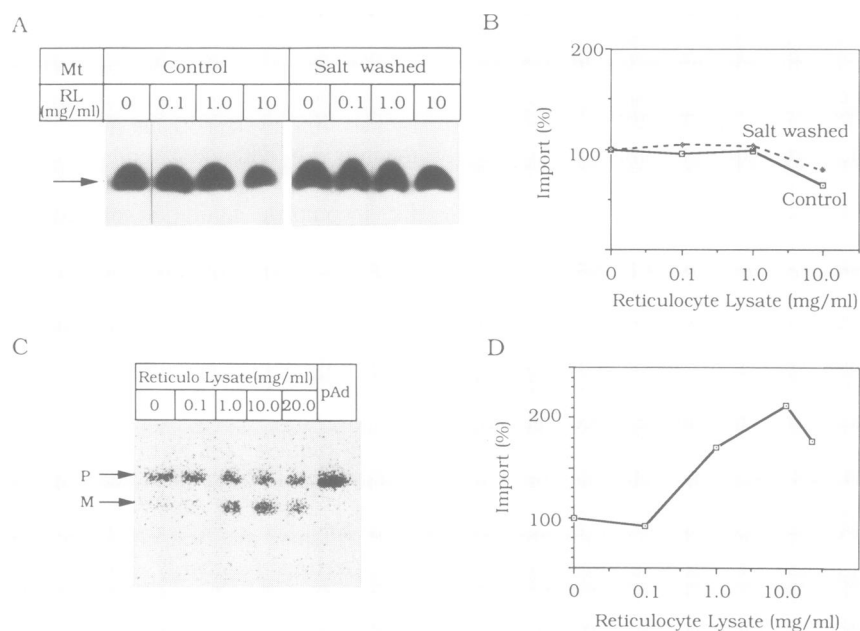 A
Mt Control Salt washed
RL (mg/ml) 0 0.1 1.0 10 0 0.1 1.0 10
B
200
100
Import (%)
Salt washed
Control
0 0.1 1.0 10.0
Reticulocyte Lysate (mg/ml)
C
Reticulo Lysate(mg/ml) pAd
0 0.1 1.0 10.0 20.0
P
M
D
200
100
Import (%)
0 0.1 1.0 10.0
Reticulocyte Lysate (mg/ml)